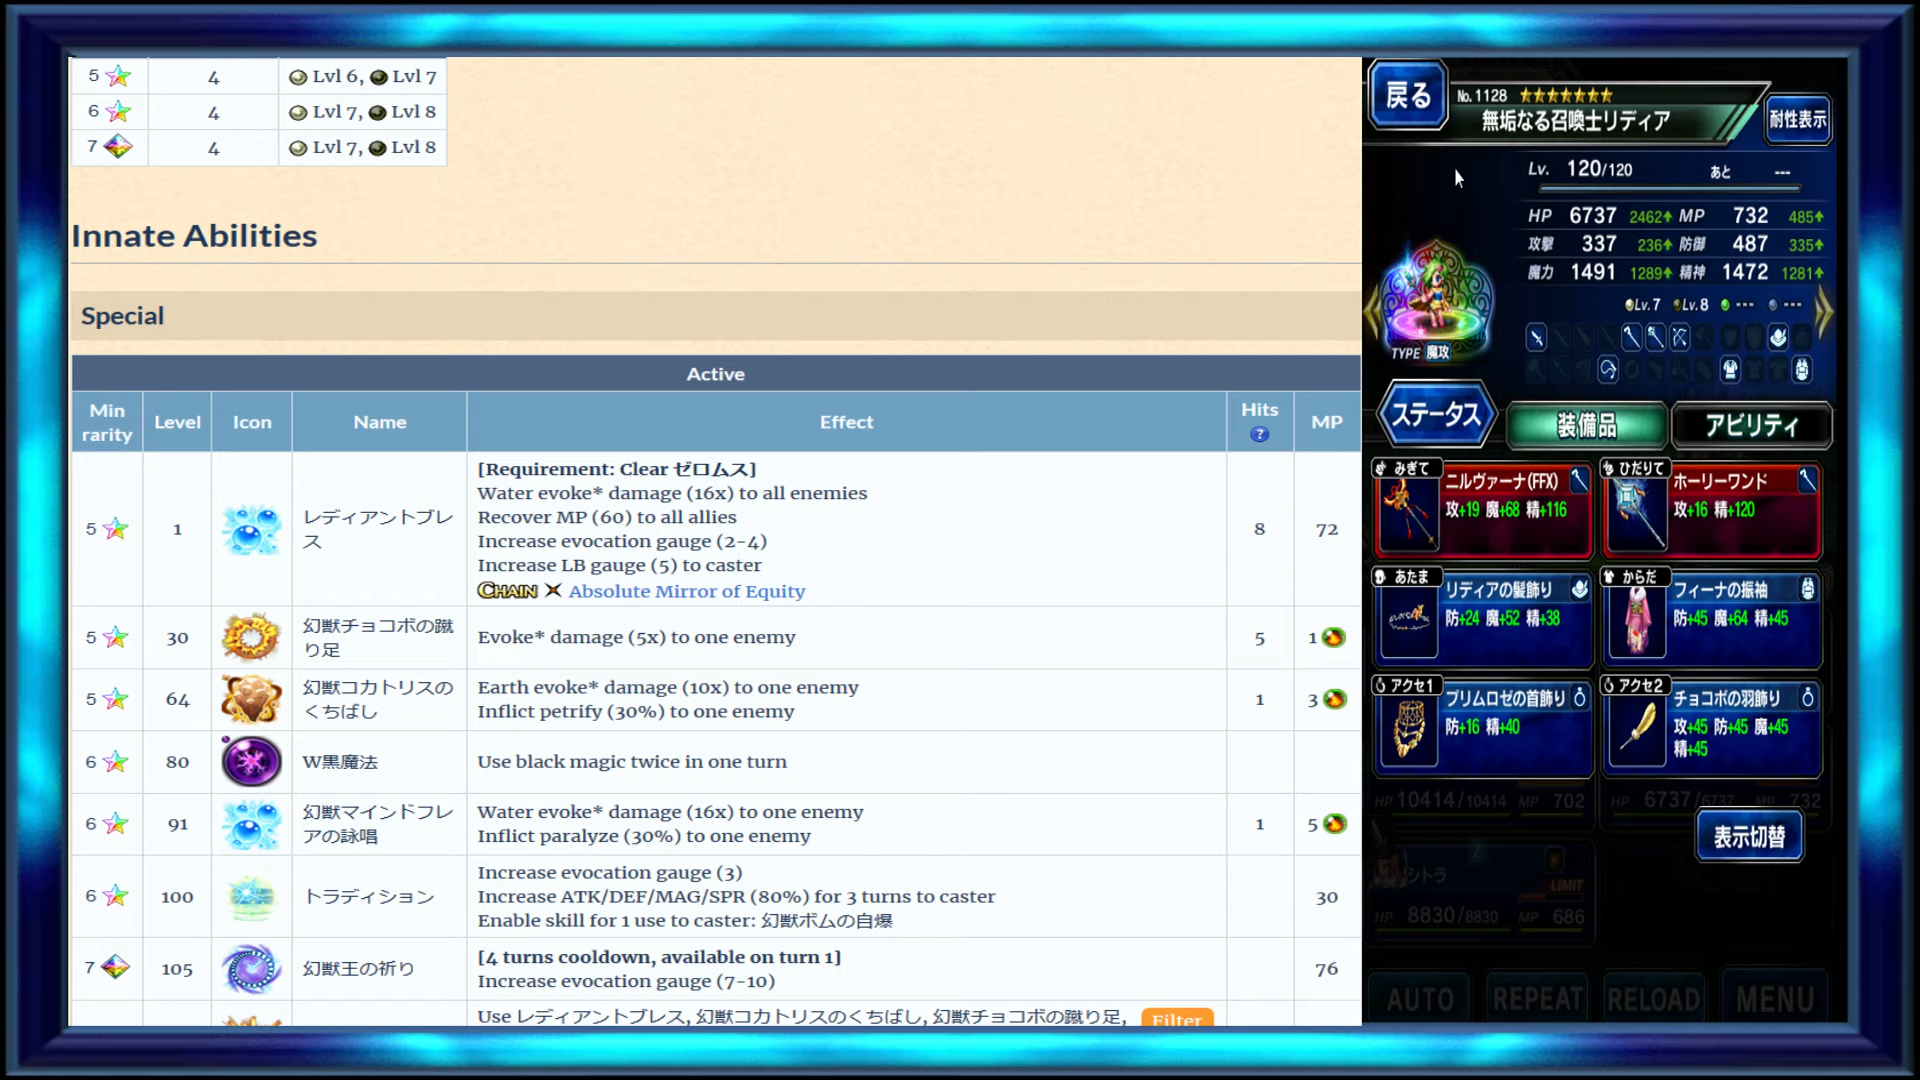 5 4 Lvl 6, Lvl 7
6 4 Lvl 7, Lvl 8
7 4 Lvl 7, Lvl 8
Innate Abilities
Special
Active
Min rarity Level Icon Name Effect Hits ? MP
5 1 レディアントブレス
[Requirement: Clear ゼロムス]
Water evoke* damage (16x) to all enemies
Recover MP (60) to all allies
Increase evocation gauge (2-4)
Increase LB gauge (5) to caster
CHAIN Absolute Mirror of Equity
8 72
5 30 幻獣チョコボの蹴り足 Evoke* damage (5x) to one enemy 5 1
5 64 幻獣コカトリスのくちばし
Earth evoke* damage (10x) to one enemy
Inflict petrify (30%) to one enemy
1 3
6 80 W黒魔法 Use black magic twice in one turn
6 91 幻獣マインドフレアの詠唱
Water evoke* damage (16x) to one enemy
Inflict paralyze (30%) to one enemy
1 5
6 100 トラディション
Increase evocation gauge (3)
Increase ATK/DEF/MAG/SPR (80%) for 3 turns to caster
Enable skill for 1 use to caster: 幻獣ボムの自爆
30
7 105 幻獣王の祈り
[4 turns cooldown, available on turn 1]
Increase evocation gauge (7-10)
76
Use レディアントブレス, 幻獣コカトリスのくちばし, 幻獣チョコボの蹴り足, Filter
戻る
No.1128
無垢なる召喚士リディア
耐性表示
Lv. 120/120 あと ---
HP 6737 2462 MP 732 485
攻撃 337 236 防御 487 335
魔力 1491 1289 精神 1472 1281
Lv.7 Lv.8 --- ---
TYPE 魔攻
ステータス 装備品 アビリティ
みぎて ニルヴァーナ(FFX)
攻+19 魔+68 精+116
ひだりて ホーリーワンド
攻+16 精+120
あたま リディアの髪飾り
防+24 魔+52 精+38
からだ フィーナの振袖
防+45 魔+64 精+45
アクセ1 プリムロゼの首飾り
防+16 精+40
アクセ2 チョコボの羽飾り
攻+45 防+45 魔+45
精+45
HP 10414/10414 MP 702
HP 6737/6737 MP 732
表示切替
シトラ
LIMIT
HP 8830/8830 MP 686
AUTO REPEAT RELOAD MENU